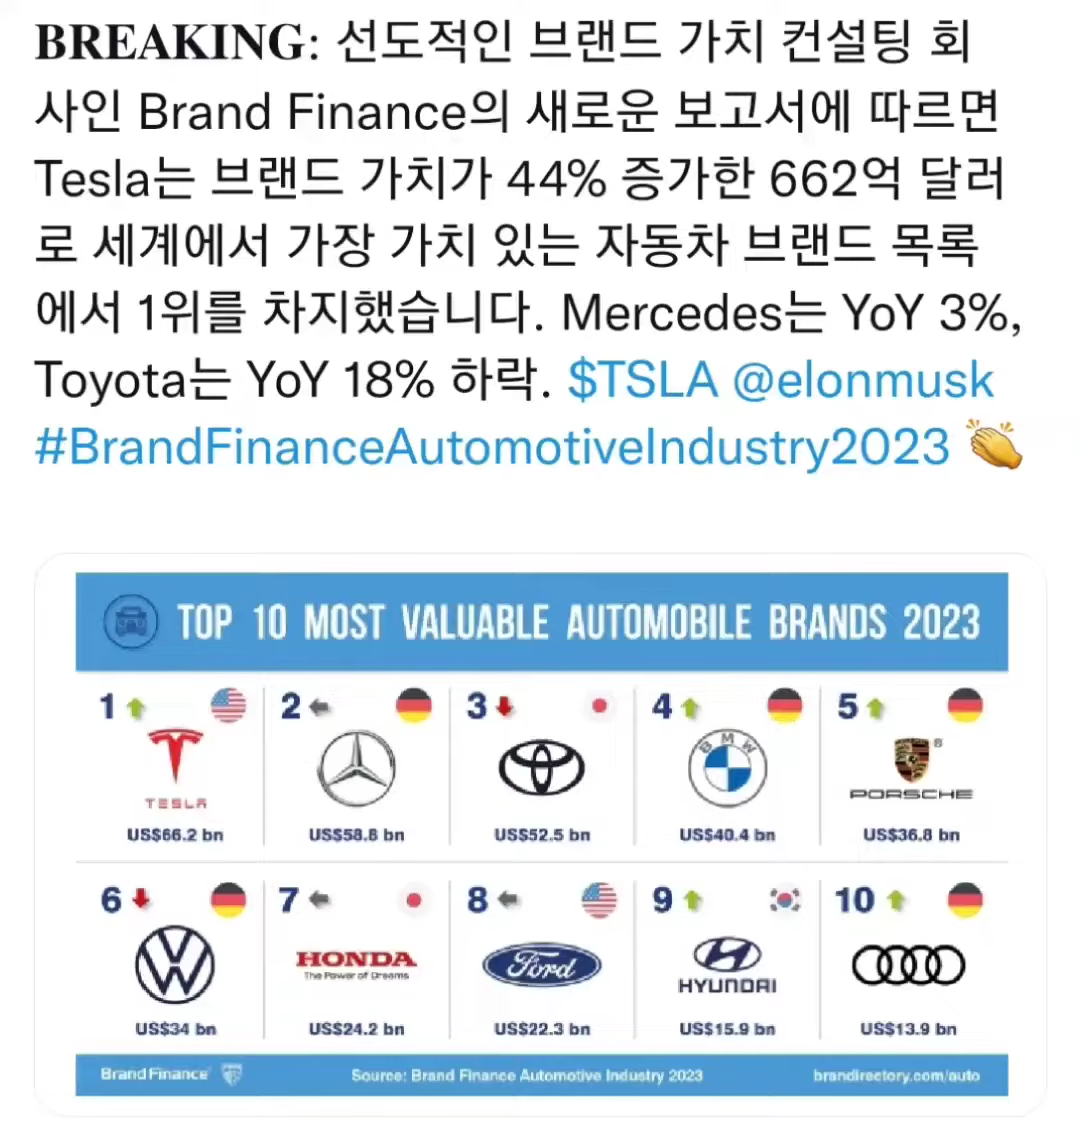 BREAKING: 선도적인 브랜드 가치 컨설팅 회
사인 Brand Finance의 새로운 보고서에 따르면
Tesla는 브랜드 가치가 44% 증가한 662억 달러
로 세계에서 가장 가치 있는 자동차 브랜드 목록
에서 1위를 차지했습니다. Mercedes는 YoY 3%,
Toyota는 YoY 18% 하락. $TSLA @elonmusk
#BrandFinanceAutomotiveIndustry2023 👏
TOP 10 MOST VALUABLE AUTOMOBILE BRANDS 2023
1
TESLA
US$66.2 bn
2
US$58.8 bn
3
US$52.5 bn
4
BMW
US$40.4 bn
5
PORSCHE
US$36.8 bn
6
US$34 bn
7
HONDA
The Power of Dreams
US$24.2 bn
8
Ford
US$22.3 bn
9
HYUNDAI
US$15.9 bn
10
US$13.9 bn
Brand Finance
Source: Brand Finance Automotive Industry 2023
brandirectory.com/auto